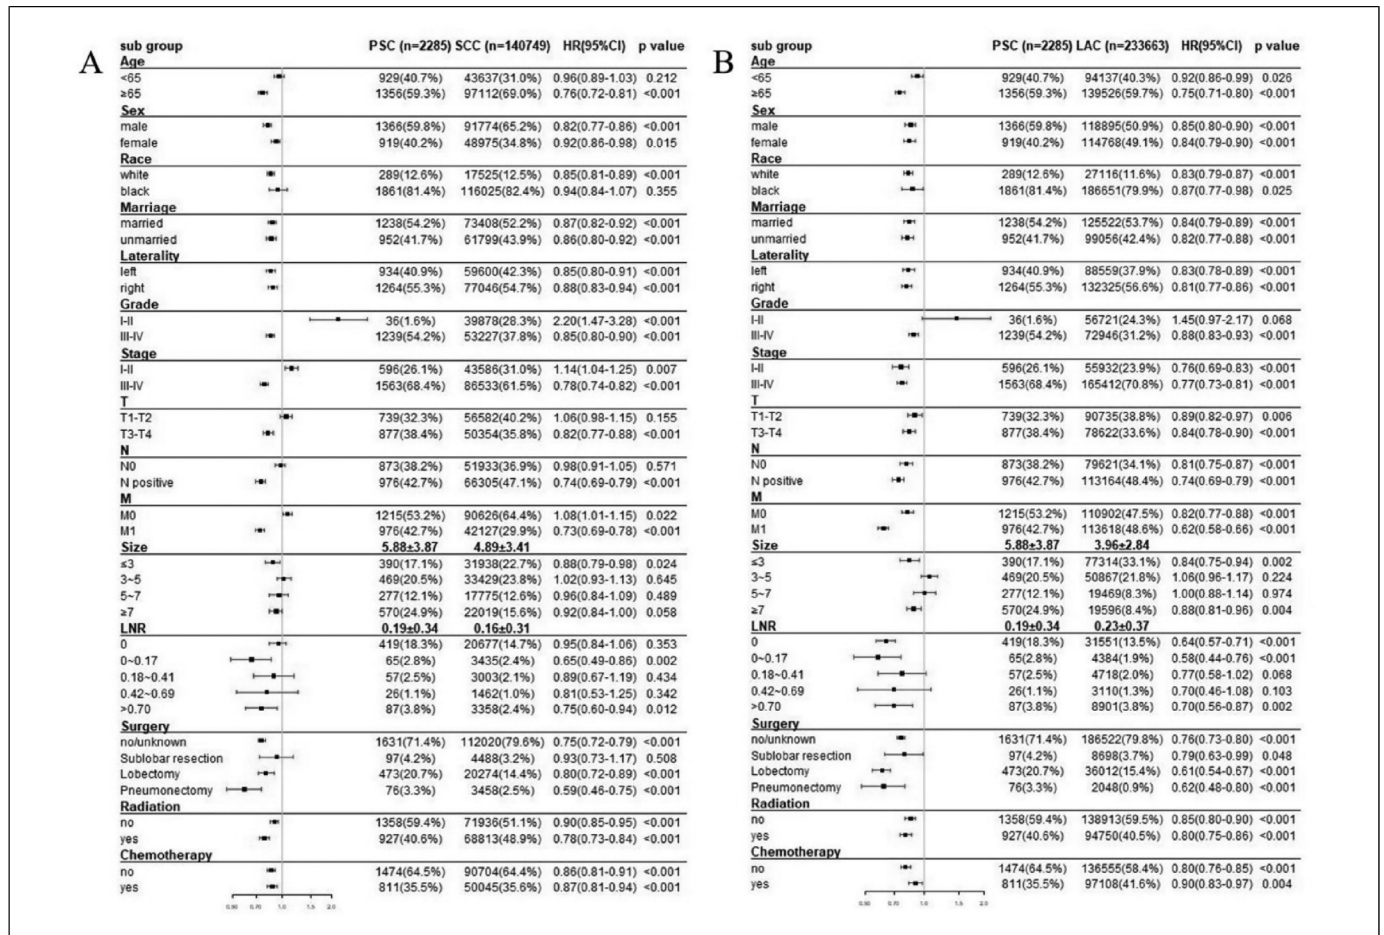 A
sub group PSC (n=2285) SCC (n=140749) HR(95%CI) p value
Age
<65 929(40.7%) 43637(31.0%) 0.96(0.89-1.03) 0.212
≥65 1356(59.3%) 97112(69.0%) 0.76(0.72-0.81) <0.001
Sex
male 1366(59.8%) 91774(65.2%) 0.82(0.77-0.86) <0.001
female 919(40.2%) 48975(34.8%) 0.92(0.86-0.98) 0.015
Race
white 289(12.6%) 17525(12.5%) 0.85(0.81-0.89) <0.001
black 1861(81.4%) 116025(82.4%) 0.94(0.84-1.07) 0.355
Marriage
married 1238(54.2%) 73408(52.2%) 0.87(0.82-0.92) <0.001
unmarried 952(41.7%) 61799(43.9%) 0.86(0.80-0.92) <0.001
Laterality
left 934(40.9%) 59600(42.3%) 0.85(0.80-0.91) <0.001
right 1264(55.3%) 77046(54.7%) 0.88(0.83-0.94) <0.001
Grade
I-II 36(1.6%) 39878(28.3%) 2.20(1.47-3.28) <0.001
III-IV 1239(54.2%) 53227(37.8%) 0.85(0.80-0.90) <0.001
Stage
I-II 596(26.1%) 43586(31.0%) 1.14(1.04-1.25) 0.007
III-IV 1563(68.4%) 86533(61.5%) 0.78(0.74-0.82) <0.001
T
T1-T2 739(32.3%) 56582(40.2%) 1.06(0.98-1.15) 0.155
T3-T4 877(38.4%) 50354(35.8%) 0.82(0.77-0.88) <0.001
N
N0 873(38.2%) 51933(36.9%) 0.98(0.91-1.05) 0.571
N positive 976(42.7%) 66305(47.1%) 0.74(0.69-0.79) <0.001
M
M0 1215(53.2%) 90626(64.4%) 1.08(1.01-1.15) 0.022
M1 976(42.7%) 42127(29.9%) 0.73(0.69-0.78) <0.001
Size 5.88±3.87 4.89±3.41
≤3 390(17.1%) 31938(22.7%) 0.88(0.79-0.98) 0.024
3~5 469(20.5%) 33429(23.8%) 1.02(0.93-1.13) 0.645
5~7 277(12.1%) 17775(12.6%) 0.96(0.84-1.09) 0.489
≥7 570(24.9%) 22019(15.6%) 0.92(0.84-1.00) 0.058
LNR 0.19±0.34 0.16±0.31
0 419(18.3%) 20677(14.7%) 0.95(0.84-1.06) 0.353
0~0.17 65(2.8%) 3435(2.4%) 0.65(0.49-0.86) 0.002
0.18~0.41 57(2.5%) 3003(2.1%) 0.89(0.67-1.19) 0.434
0.42~0.69 26(1.1%) 1462(1.0%) 0.81(0.53-1.25) 0.342
>0.70 87(3.8%) 3358(2.4%) 0.75(0.60-0.94) 0.012
Surgery
no/unknown 1631(71.4%) 112020(79.6%) 0.75(0.72-0.79) <0.001
Sublobar resection 97(4.2%) 4488(3.2%) 0.93(0.73-1.17) 0.508
Lobectomy 473(20.7%) 20274(14.4%) 0.80(0.72-0.89) <0.001
Pneumonectomy 76(3.3%) 3458(2.5%) 0.59(0.46-0.75) <0.001
Radiation
no 1358(59.4%) 71936(51.1%) 0.90(0.85-0.95) <0.001
yes 927(40.6%) 68813(48.9%) 0.78(0.73-0.84) <0.001
Chemotherapy
no 1474(64.5%) 90704(64.4%) 0.86(0.81-0.91) <0.001
yes 811(35.5%) 50045(35.6%) 0.87(0.81-0.94) <0.001
0.50 0.70 1.0 1.5 2.0
B
sub group PSC (n=2285) LAC (n=233663) HR(95%CI) p value
Age
<65 929(40.7%) 94137(40.3%) 0.92(0.86-0.99) 0.026
≥65 1356(59.3%) 139526(59.7%) 0.75(0.71-0.80) <0.001
Sex
male 1366(59.8%) 118895(50.9%) 0.85(0.80-0.90) <0.001
female 919(40.2%) 114768(49.1%) 0.84(0.79-0.90) <0.001
Race
white 289(12.6%) 27116(11.6%) 0.83(0.79-0.87) <0.001
black 1861(81.4%) 186651(79.9%) 0.87(0.77-0.98) 0.025
Marriage
married 1238(54.2%) 125522(53.7%) 0.84(0.79-0.89) <0.001
unmarried 952(41.7%) 99056(42.4%) 0.82(0.77-0.88) <0.001
Laterality
left 934(40.9%) 88559(37.9%) 0.83(0.78-0.89) <0.001
right 1264(55.3%) 132325(56.6%) 0.81(0.77-0.86) <0.001
Grade
I-II 36(1.6%) 56721(24.3%) 1.45(0.97-2.17) 0.068
III-IV 1239(54.2%) 72946(31.2%) 0.88(0.83-0.93) <0.001
Stage
I-II 596(26.1%) 55932(23.9%) 0.76(0.69-0.83) <0.001
III-IV 1563(68.4%) 165412(70.8%) 0.77(0.73-0.81) <0.001
T
T1-T2 739(32.3%) 90735(38.8%) 0.89(0.82-0.97) 0.006
T3-T4 877(38.4%) 78622(33.6%) 0.84(0.78-0.90) <0.001
N
N0 873(38.2%) 79621(34.1%) 0.81(0.75-0.87) <0.001
N positive 976(42.7%) 113164(48.4%) 0.74(0.69-0.79) <0.001
M
M0 1215(53.2%) 110902(47.5%) 0.82(0.77-0.88) <0.001
M1 976(42.7%) 113618(48.6%) 0.62(0.58-0.66) <0.001
Size 5.88±3.87 3.96±2.84
≤3 390(17.1%) 77314(33.1%) 0.84(0.75-0.94) 0.002
3~5 469(20.5%) 50867(21.8%) 1.06(0.96-1.17) 0.224
5~7 277(12.1%) 19469(8.3%) 1.00(0.88-1.14) 0.974
≥7 570(24.9%) 19596(8.4%) 0.88(0.81-0.96) 0.004
LNR 0.19±0.34 0.23±0.37
0 419(18.3%) 31551(13.5%) 0.64(0.57-0.71) <0.001
0~0.17 65(2.8%) 4384(1.9%) 0.58(0.44-0.76) <0.001
0.18~0.41 57(2.5%) 4718(2.0%) 0.77(0.58-1.02) 0.068
0.42~0.69 26(1.1%) 3110(1.3%) 0.70(0.46-1.08) 0.103
>0.70 87(3.8%) 8901(3.8%) 0.70(0.56-0.87) 0.002
Surgery
no/unknown 1631(71.4%) 186522(79.8%) 0.76(0.73-0.80) <0.001
Sublobar resection 97(4.2%) 8698(3.7%) 0.79(0.63-0.99) 0.048
Lobectomy 473(20.7%) 36012(15.4%) 0.61(0.54-0.67) <0.001
Pneumonectomy 76(3.3%) 2048(0.9%) 0.62(0.48-0.80) <0.001
Radiation
no 1358(59.4%) 138913(59.5%) 0.85(0.80-0.90) <0.001
yes 927(40.6%) 94750(40.5%) 0.80(0.75-0.86) <0.001
Chemotherapy
no 1474(64.5%) 136555(58.4%) 0.80(0.76-0.85) <0.001
yes 811(35.5%) 97108(41.6%) 0.90(0.83-0.97) 0.004
0.50 0.70 1.0 1.5 2.0